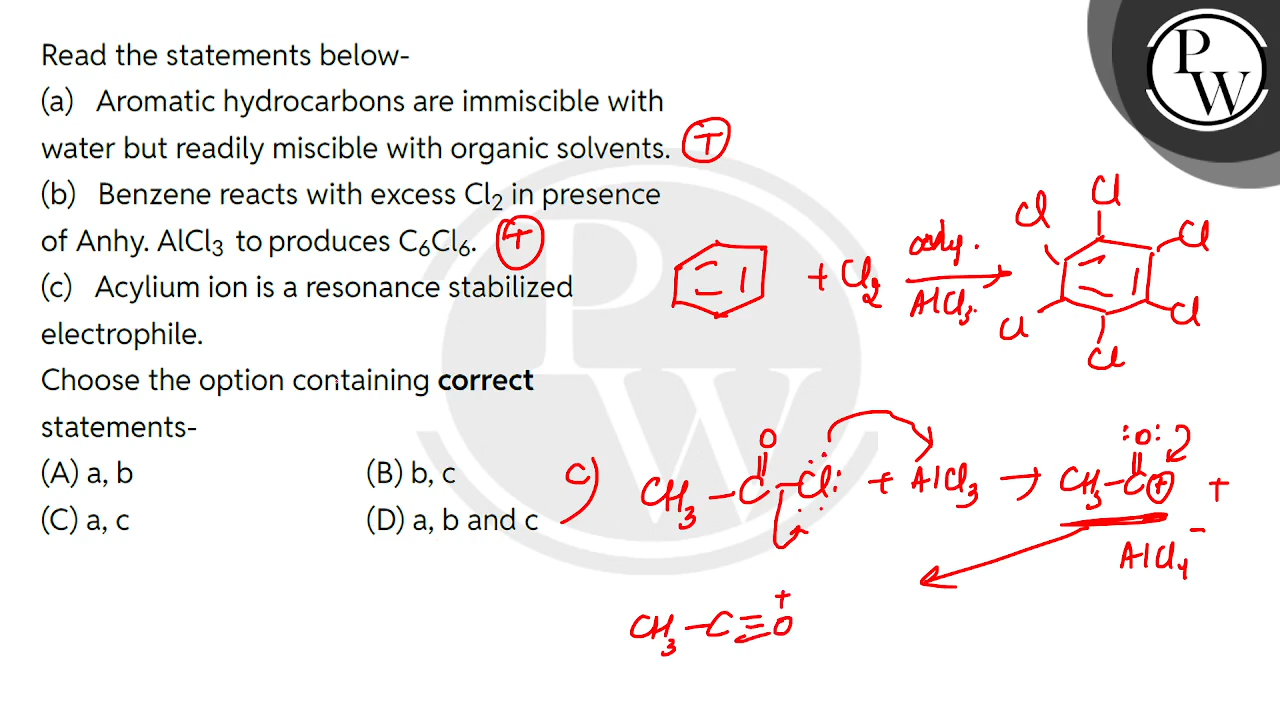 P
W
Read the statements below-
(a) Aromatic hydrocarbons are immiscible with
water but readily miscible with organic solvents. T
(b) Benzene reacts with excess Cl₂ in presence
of Anhy. AlCl₃ to produces C₆Cl₆. T
(c) Acylium ion is a resonance stabilized
electrophile.
Choose the option containing correct
statements-
(A) a, b
(B) b, c
(C) a, c
(D) a, b and c
+ Cl₂
anhy.
AlCl₃.
Cl
Cl
Cl
Cl
Cl
Cl
c)
O
CH₃-C-Cl: + AlCl₃ → CH₃-C⊕ +
:O:
AlCl₄⁻
CH₃-C≡O⁺
P
W